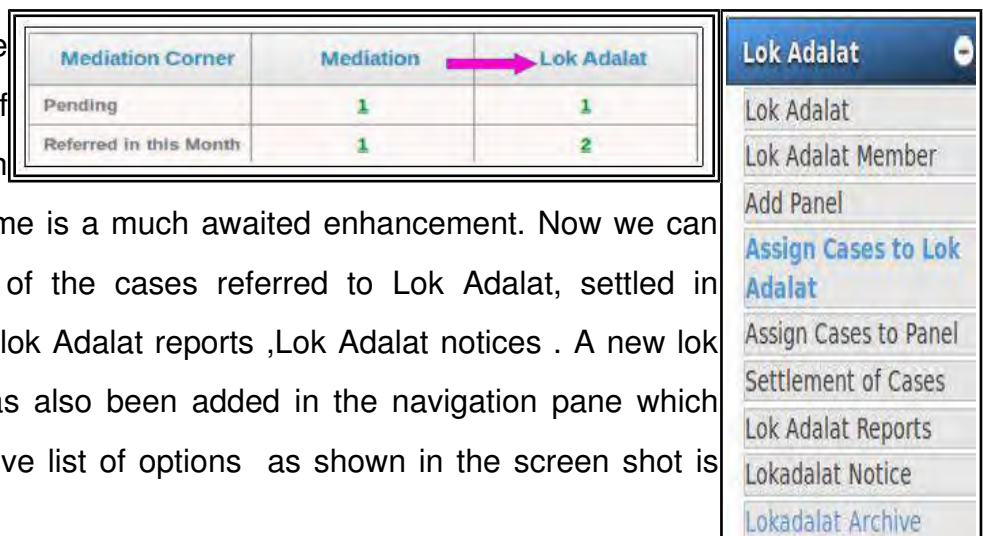 Mediation Corner Mediation Lok Adalat
Pending 1 1
Referred in this Month 1 2
is a much awaited enhancement. Now we can
of the cases referred to Lok Adalat, settled in
lok Adalat reports ,Lok Adalat notices . A new lok
also been added in the navigation pane which
list of options as shown in the screen shot is
Lok Adalat
Lok Adalat
Lok Adalat Member
Add Panel
Assign Cases to Lok
Adalat
Assign Cases to Panel
Settlement of Cases
Lok Adalat Reports
Lokadalat Notice
Lokadalat Archive